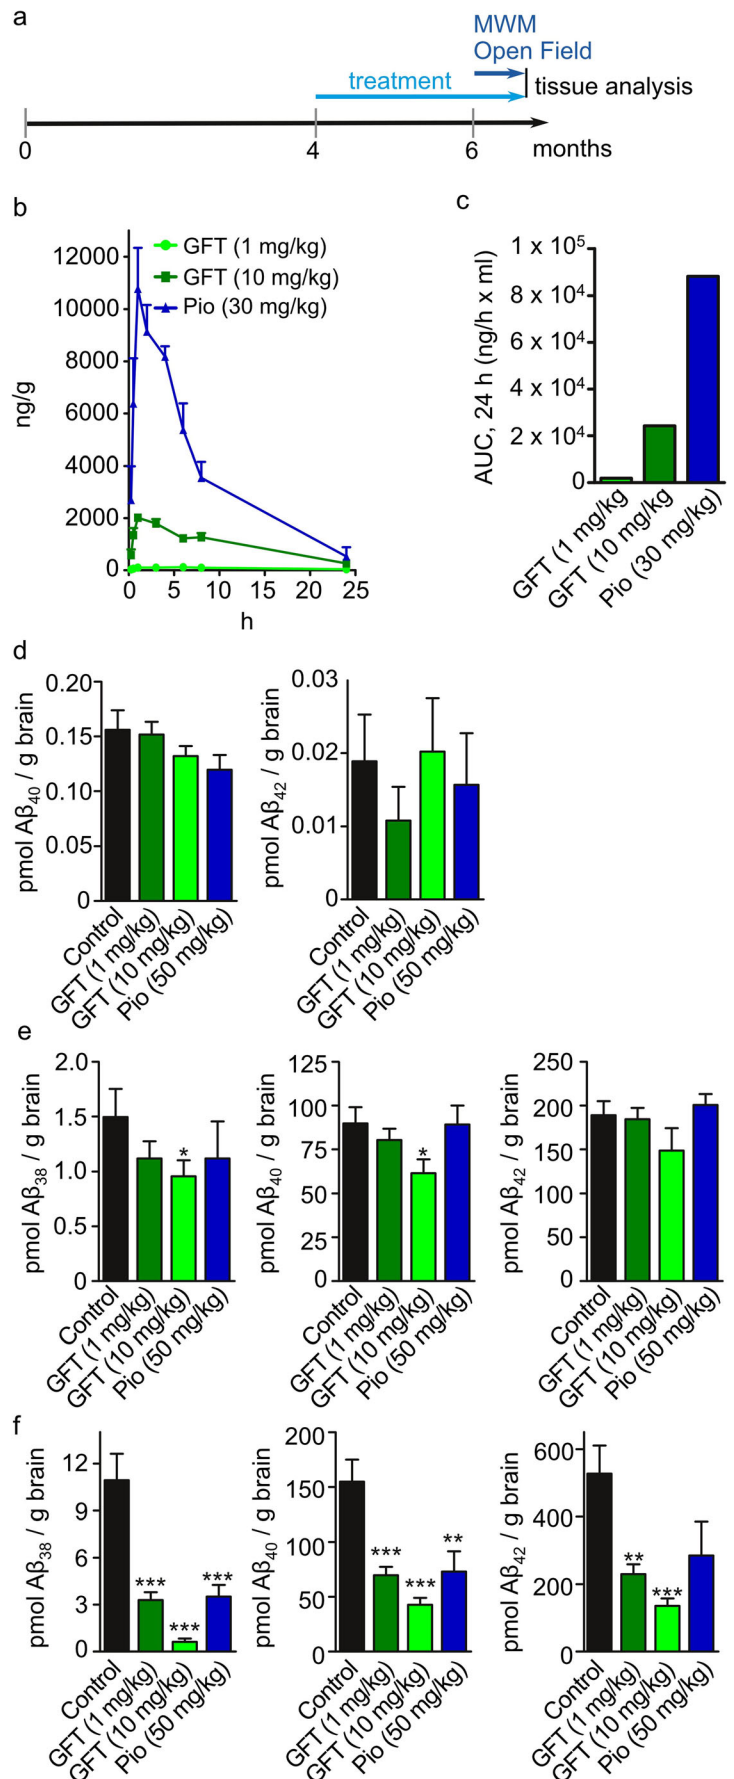 a
MWM
Open Field
treatment
tissue analysis
0
4
6
months
b
12000
10000
8000
6000
4000
2000
0
ng/g
GFT (1 mg/kg)
GFT (10 mg/kg)
Pio (30 mg/kg)
0 5 10 15 20 25
h
c
AUC, 24 h (ng/h x ml)
1 x 10⁵
8 x 10⁴
6 x 10⁴
4 x 10⁴
2 x 10⁴
0
GFT (1 mg/kg
GFT (10 mg/kg
Pio (30 mg/kg)
d
pmol Aβ₄₀ / g brain
0.20
0.15
0.10
0.05
0
Control
GFT (1 mg/kg)
GFT (10 mg/kg)
Pio (50 mg/kg)
pmol Aβ₄₂ / g brain
0.03
0.02
0.01
0
Control
GFT (1 mg/kg)
GFT (10 mg/kg)
Pio (50 mg/kg)
e
pmol Aβ₃₈ / g brain
2.0
1.5
1.0
0.5
0
*
Control
GFT (1 mg/kg)
GFT (10 mg/kg)
Pio (50 mg/kg)
pmol Aβ₄₀ / g brain
125
100
75
50
25
0
*
Control
GFT (1 mg/kg)
GFT (10 mg/kg)
Pio (50 mg/kg)
pmol Aβ₄₂ / g brain
250
200
150
100
50
0
Control
GFT (1 mg/kg)
GFT (10 mg/kg)
Pio (50 mg/kg)
f
pmol Aβ₃₈ / g brain
12
9
6
3
0
***
***
***
Control
GFT (1 mg/kg)
GFT (10 mg/kg)
Pio (50 mg/kg)
pmol Aβ₄₀ / g brain
200
150
100
50
0
***
***
**
Control
GFT (1 mg/kg)
GFT (10 mg/kg)
Pio (50 mg/kg)
pmol Aβ₄₂ / g brain
600
400
200
0
**
***
Control
GFT (1 mg/kg)
GFT (10 mg/kg)
Pio (50 mg/kg)